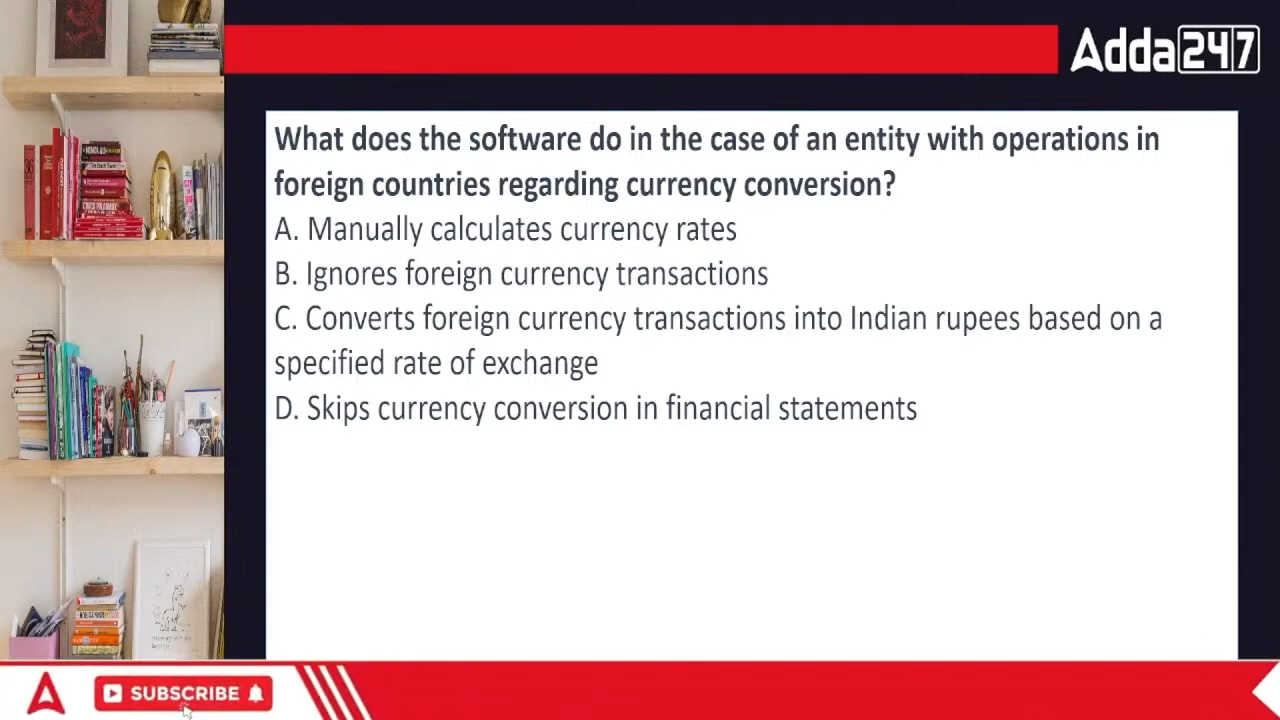 Adda247
What does the software do in the case of an entity with operations in
foreign countries regarding currency conversion?
A. Manually calculates currency rates
B. Ignores foreign currency transactions
C. Converts foreign currency transactions into Indian rupees based on a
specified rate of exchange
D. Skips currency conversion in financial statements
SUBSCRIBE